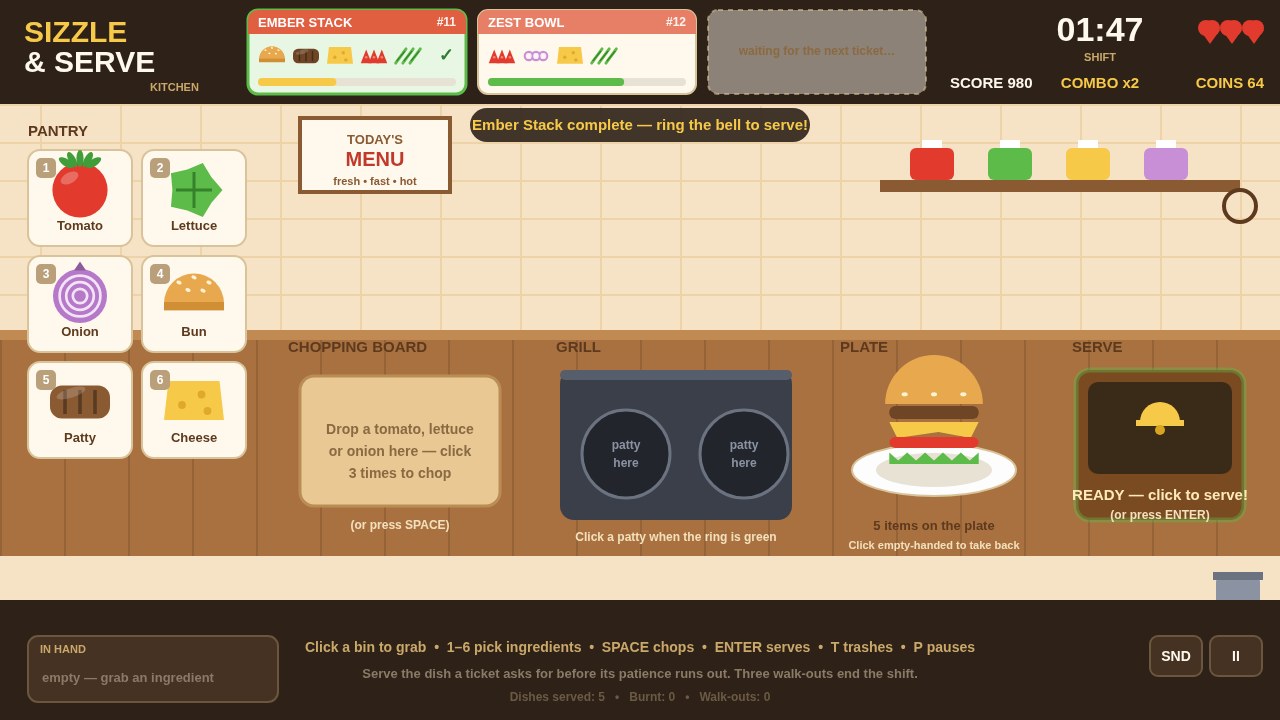 SIZZLE
& SERVE
KITCHEN
EMBER STACK #11
✓
ZEST BOWL #12
waiting for the next ticket…
01:47
SHIFT
SCORE 980 COMBO x2 COINS 64
Ember Stack complete — ring the bell to serve!
PANTRY
1
Tomato
2
Lettuce
3
Onion
4
Bun
5
Patty
6
Cheese
TODAY'S
MENU
fresh • fast • hot
CHOPPING BOARD
Drop a tomato, lettuce
or onion here — click
3 times to chop
(or press SPACE)
GRILL
patty
here
patty
here
Click a patty when the ring is green
PLATE
5 items on the plate
Click empty-handed to take back
SERVE
READY — click to serve!
(or press ENTER)
IN HAND
empty — grab an ingredient
Click a bin to grab • 1–6 pick ingredients • SPACE chops • ENTER serves • T trashes • P pauses
Serve the dish a ticket asks for before its patience runs out. Three walk-outs end the shift.
Dishes served: 5 • Burnt: 0 • Walk-outs: 0
SND
II